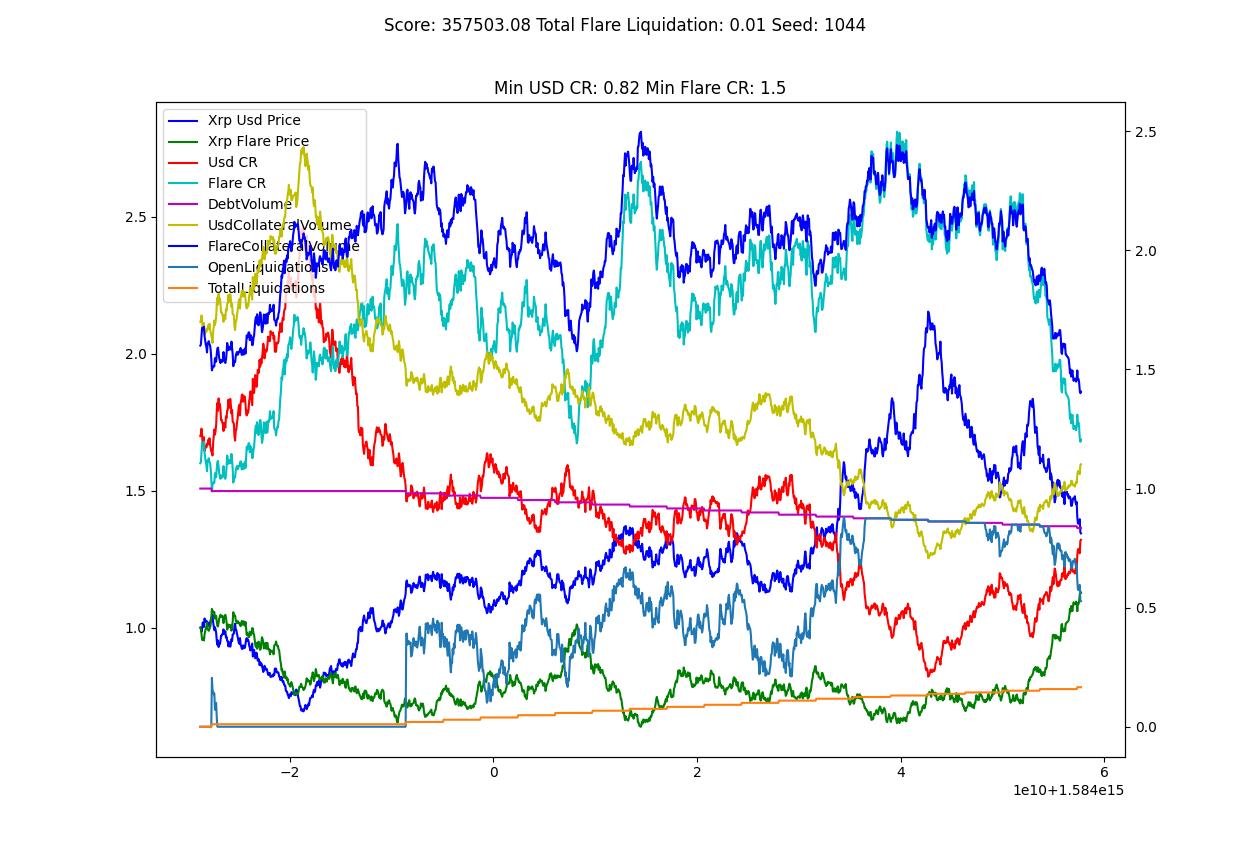 Score: 357503.08 Total Flare Liquidation: 0.01 Seed: 1044
Min USD CR: 0.82 Min Flare CR: 1.5
Xrp Usd Price
Xrp Flare Price
Usd CR
Flare CR
DebtVolume
UsdCollateralVolume
FlareCollateralVolume
OpenLiquidations
TotalLiquidations
2.5
2.0
1.5
1.0
2.5
2.0
1.5
1.0
0.5
0.0
−2
0
2
4
6
1e10+1.584e15